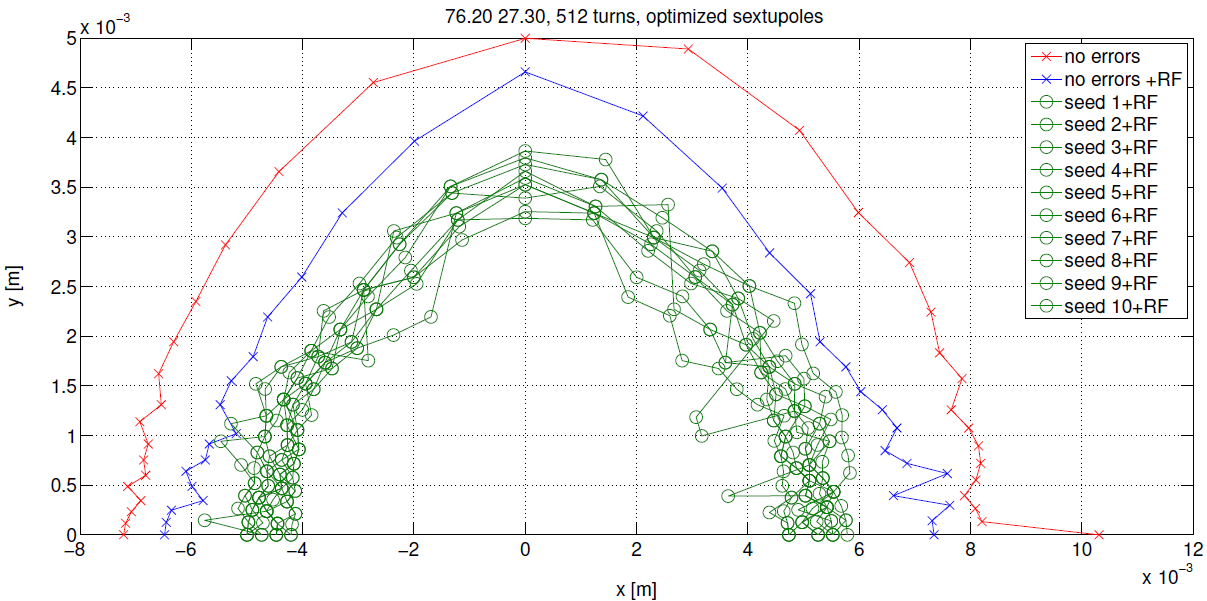 76.20 27.30, 512 turns, optimized sextupoles
x 10⁻³
5
4.5
4
3.5
3
2.5
2
1.5
1
0.5
0
y [m]
no errors
no errors +RF
seed 1+RF
seed 2+RF
seed 3+RF
seed 4+RF
seed 5+RF
seed 6+RF
seed 7+RF
seed 8+RF
seed 9+RF
seed 10+RF
−8 −6 −4 −2 0 2 4 6 8 10 12
x 10⁻³
x [m]